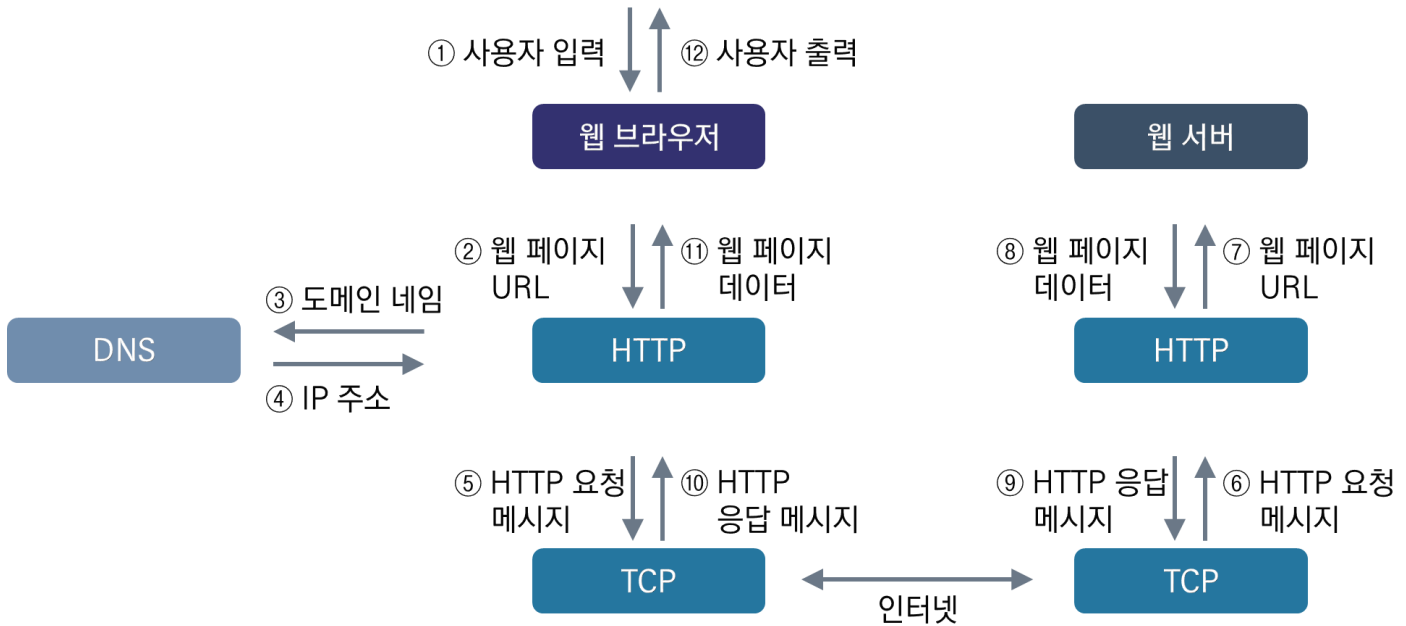 ① 사용자 입력
⑫ 사용자 출력
웹 브라우저
웹 서버
② 웹 페이지
URL
⑪ 웹 페이지
데이터
⑧ 웹 페이지
데이터
⑦ 웹 페이지
URL
③ 도메인 네임
DNS
④ IP 주소
HTTP
HTTP
⑤ HTTP 요청
메시지
⑩ HTTP
응답 메시지
⑨ HTTP 응답
메시지
⑥ HTTP 요청
메시지
TCP
인터넷
TCP